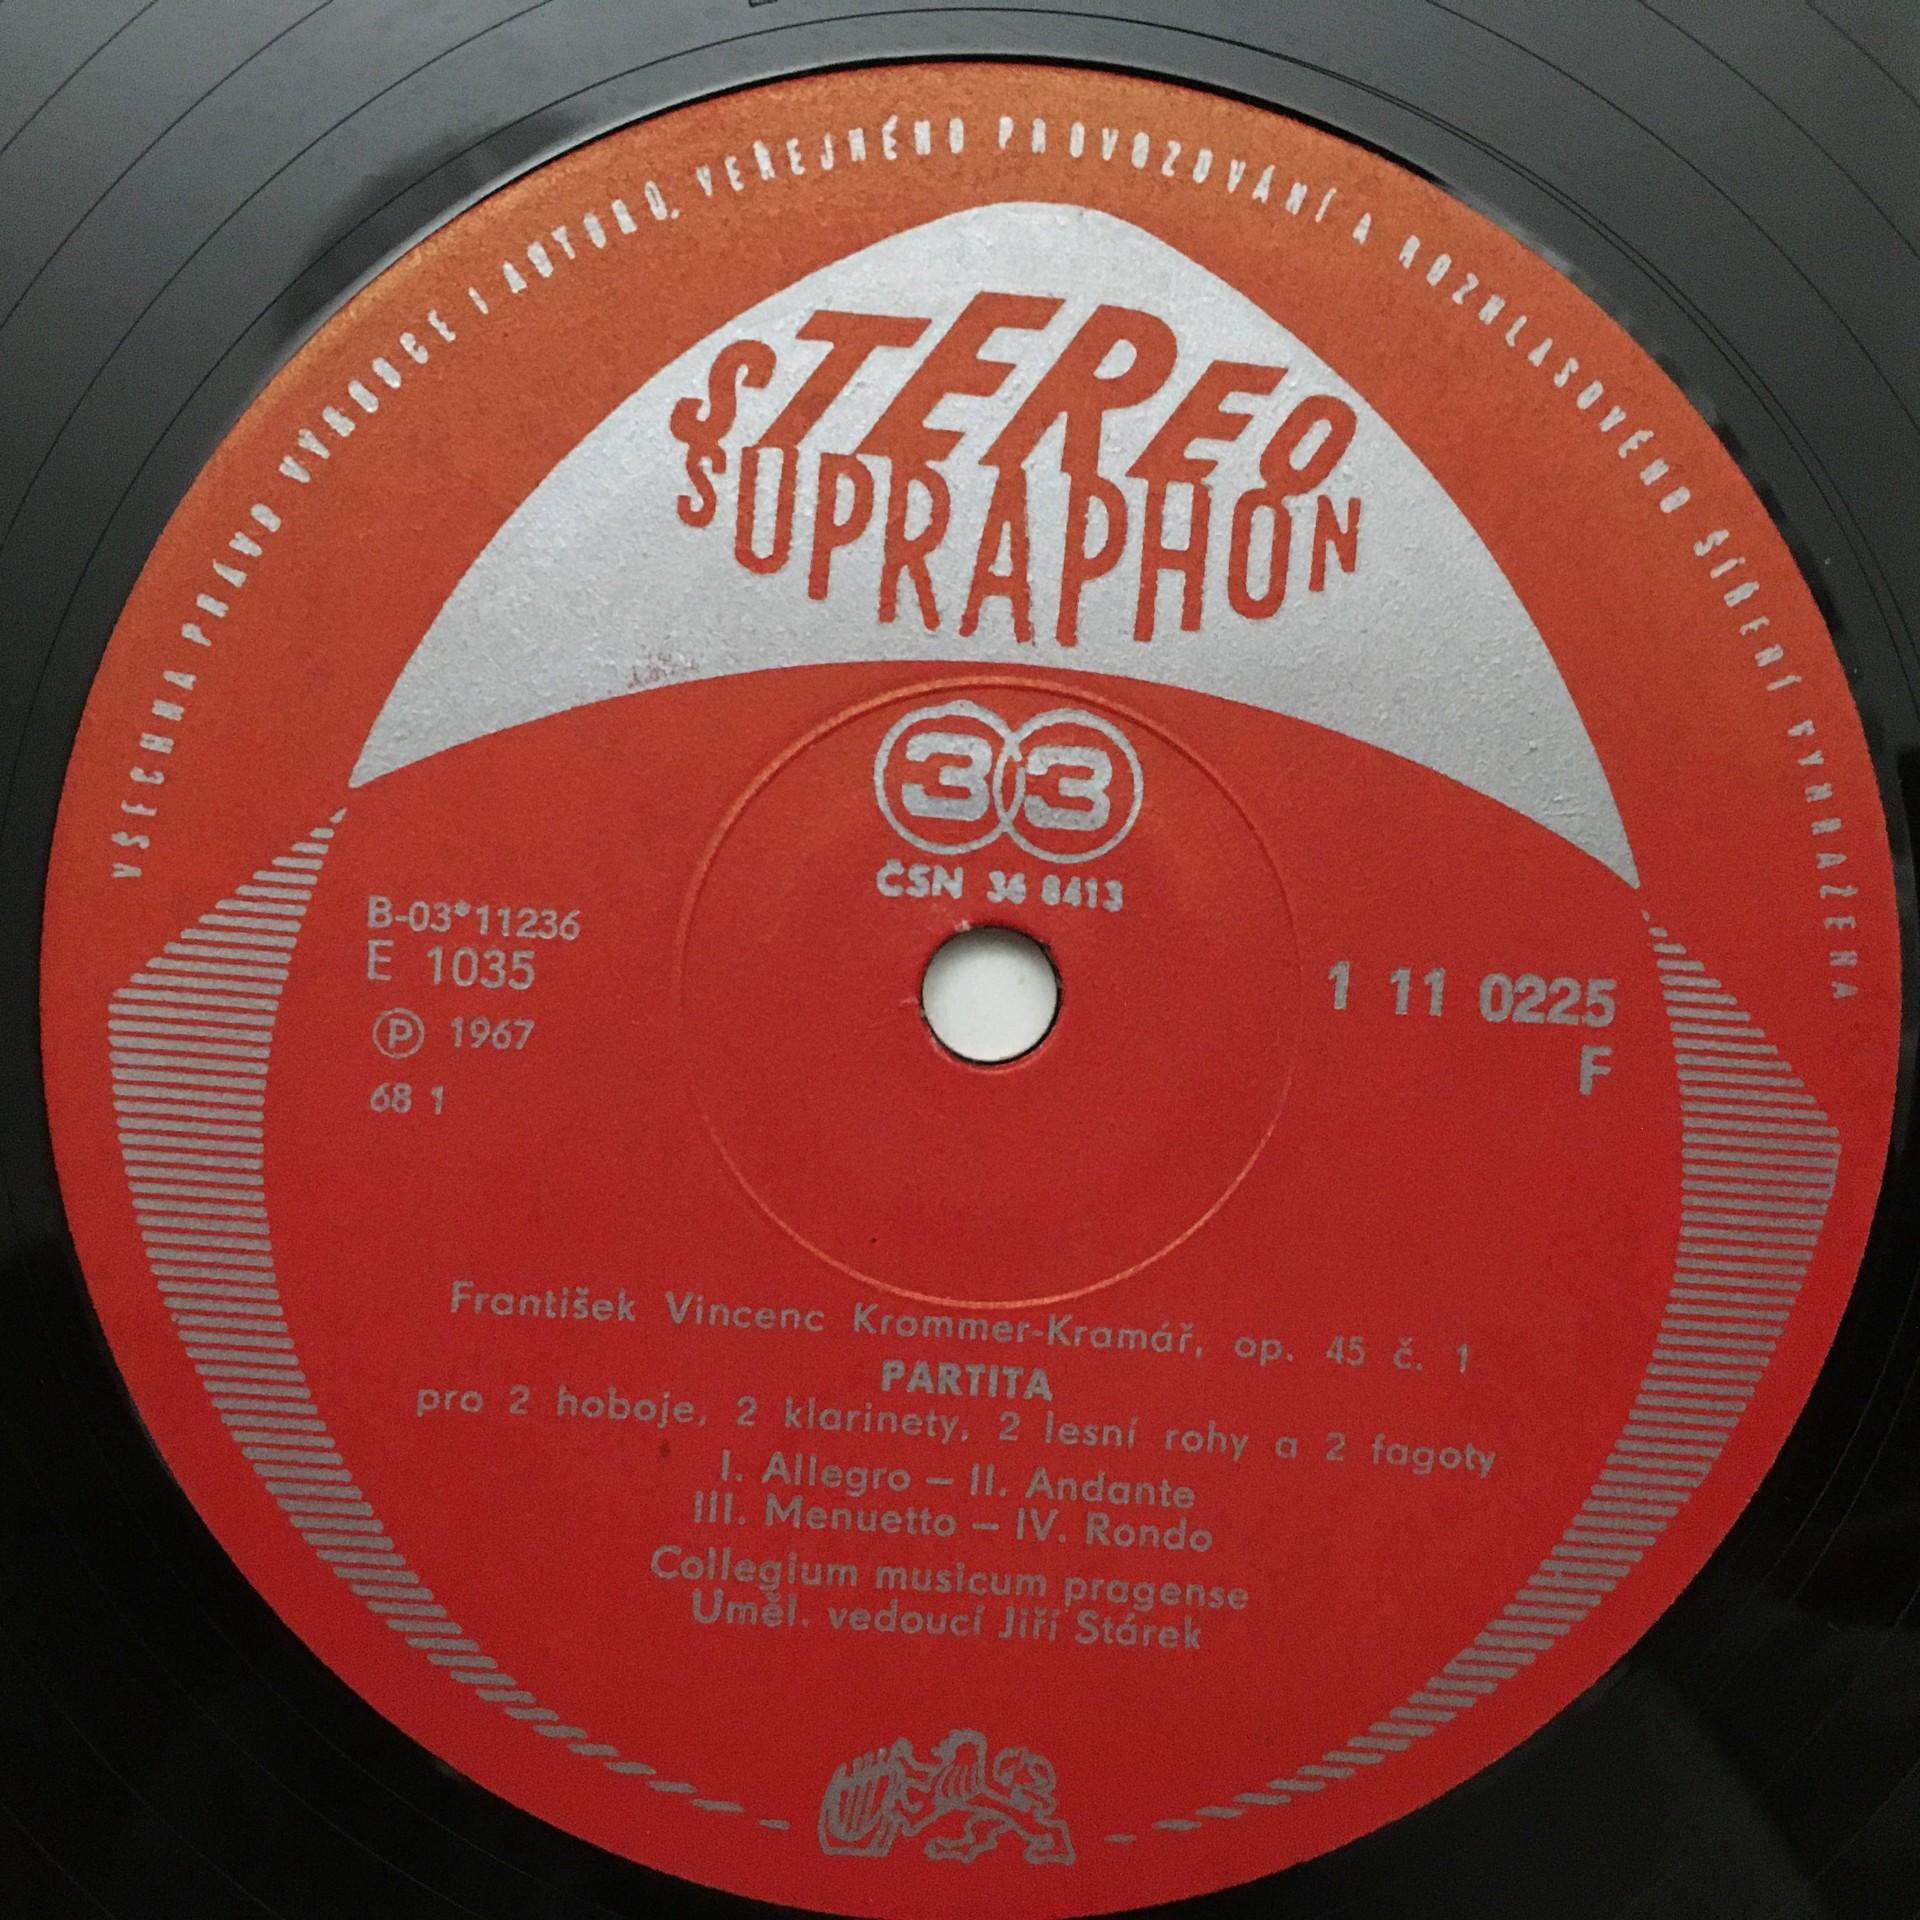 VŠECHNA PRÁVA VÝROBCE I AUTORŮ, VEŘEJNÉHO PROVOZOVÁNÍ A ROZHLASOVÉHO ŠÍŘENÍ VYHRAŽENA
STEREO
SUPRAPHON
33
ČSN 36 8413
B-03*11236
E 1035
Ⓟ 1967
68 1
1 11 0225
F
František Vincenc Krommer-Kramář, op. 45 č. 1
PARTITA
pro 2 hoboje, 2 klarinety, 2 lesní rohy a 2 fagoty
I. Allegro – II. Andante
III. Menuetto – IV. Rondo
Collegium musicum pragense
Uměl. vedoucí Jiří Stárek